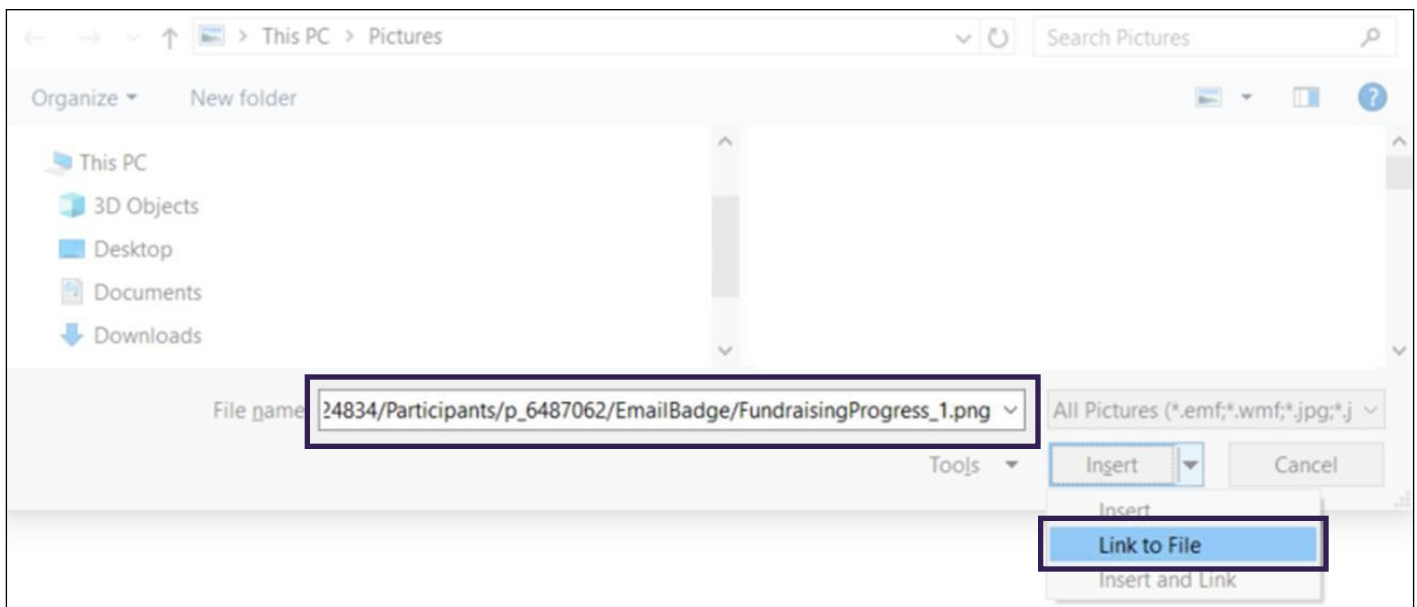 This PC > Pictures
Search Pictures
Organize
New folder
?
This PC
3D Objects
Desktop
Documents
Downloads
File name
24834/Participants/p_6487062/EmailBadge/FundraisingProgress_1.png
All Pictures (*.emf;*.wmf;*.jpg;*.j
Tools
Insert
Cancel
Insert
Link to File
Insert and Link